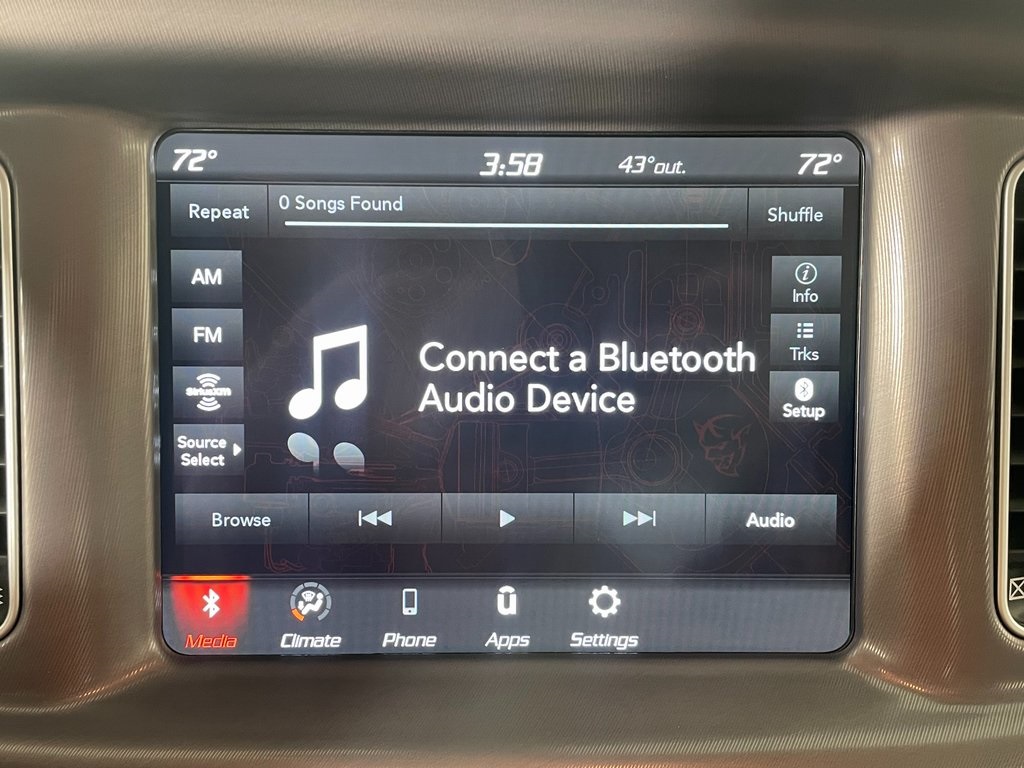 72°
3:58
43°out.
72°
Repeat
0 Songs Found
Shuffle
AM
FM
SiriusXM
Source
Select
Connect a Bluetooth
Audio Device
Info
Trks
Setup
Browse
Audio
Media
Climate
Phone
Apps
Settings